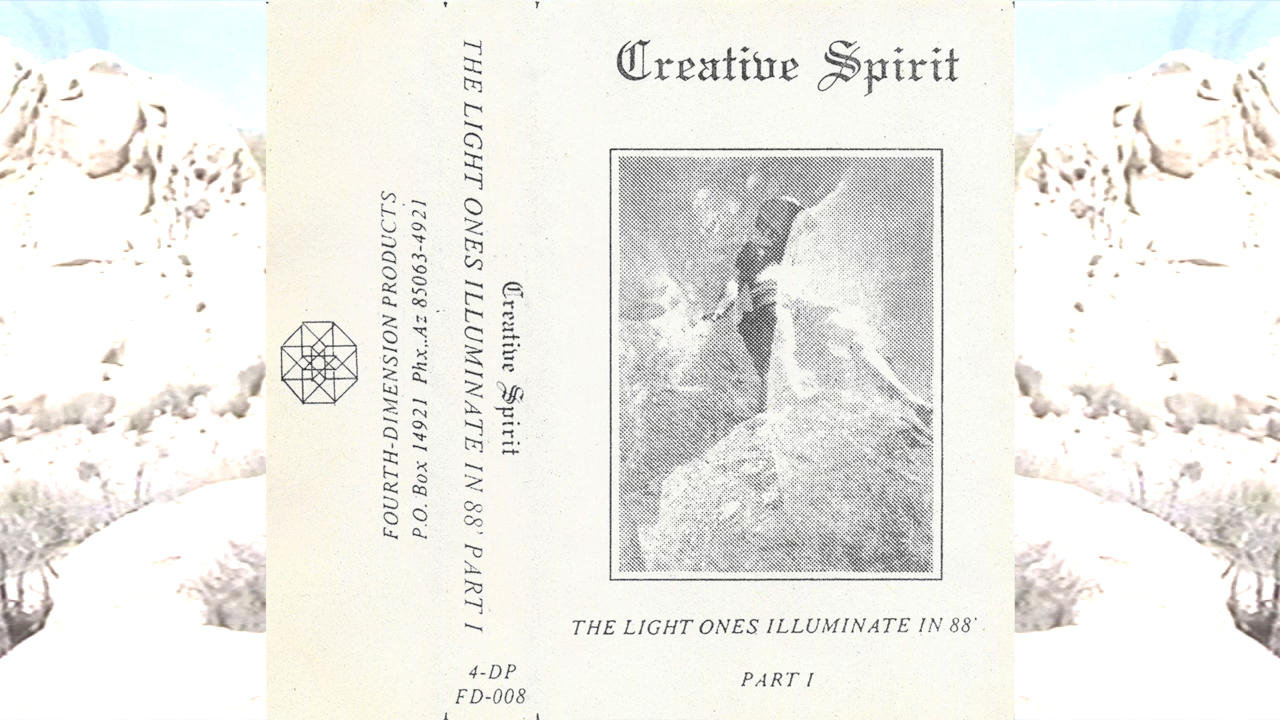 FOURTH-DIMENSION PRODUCTS
P.O. Box 14921 Phx., Az 85063-4921
THE LIGHT ONES ILLUMINATE IN 88' PART I
Creative Spirit
4-DP
FD-008
Creative Spirit
THE LIGHT ONES ILLUMINATE IN 88'
PART I